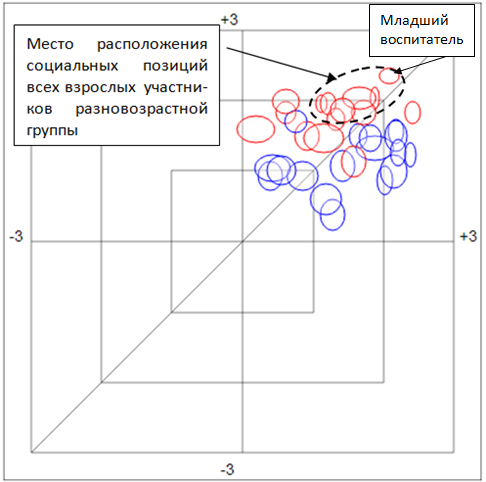 Младший
воспитатель
+3
Место расположения
социальных позиций
всех взрослых участни-
ков разновозрастной
группы
-3
+3
-3